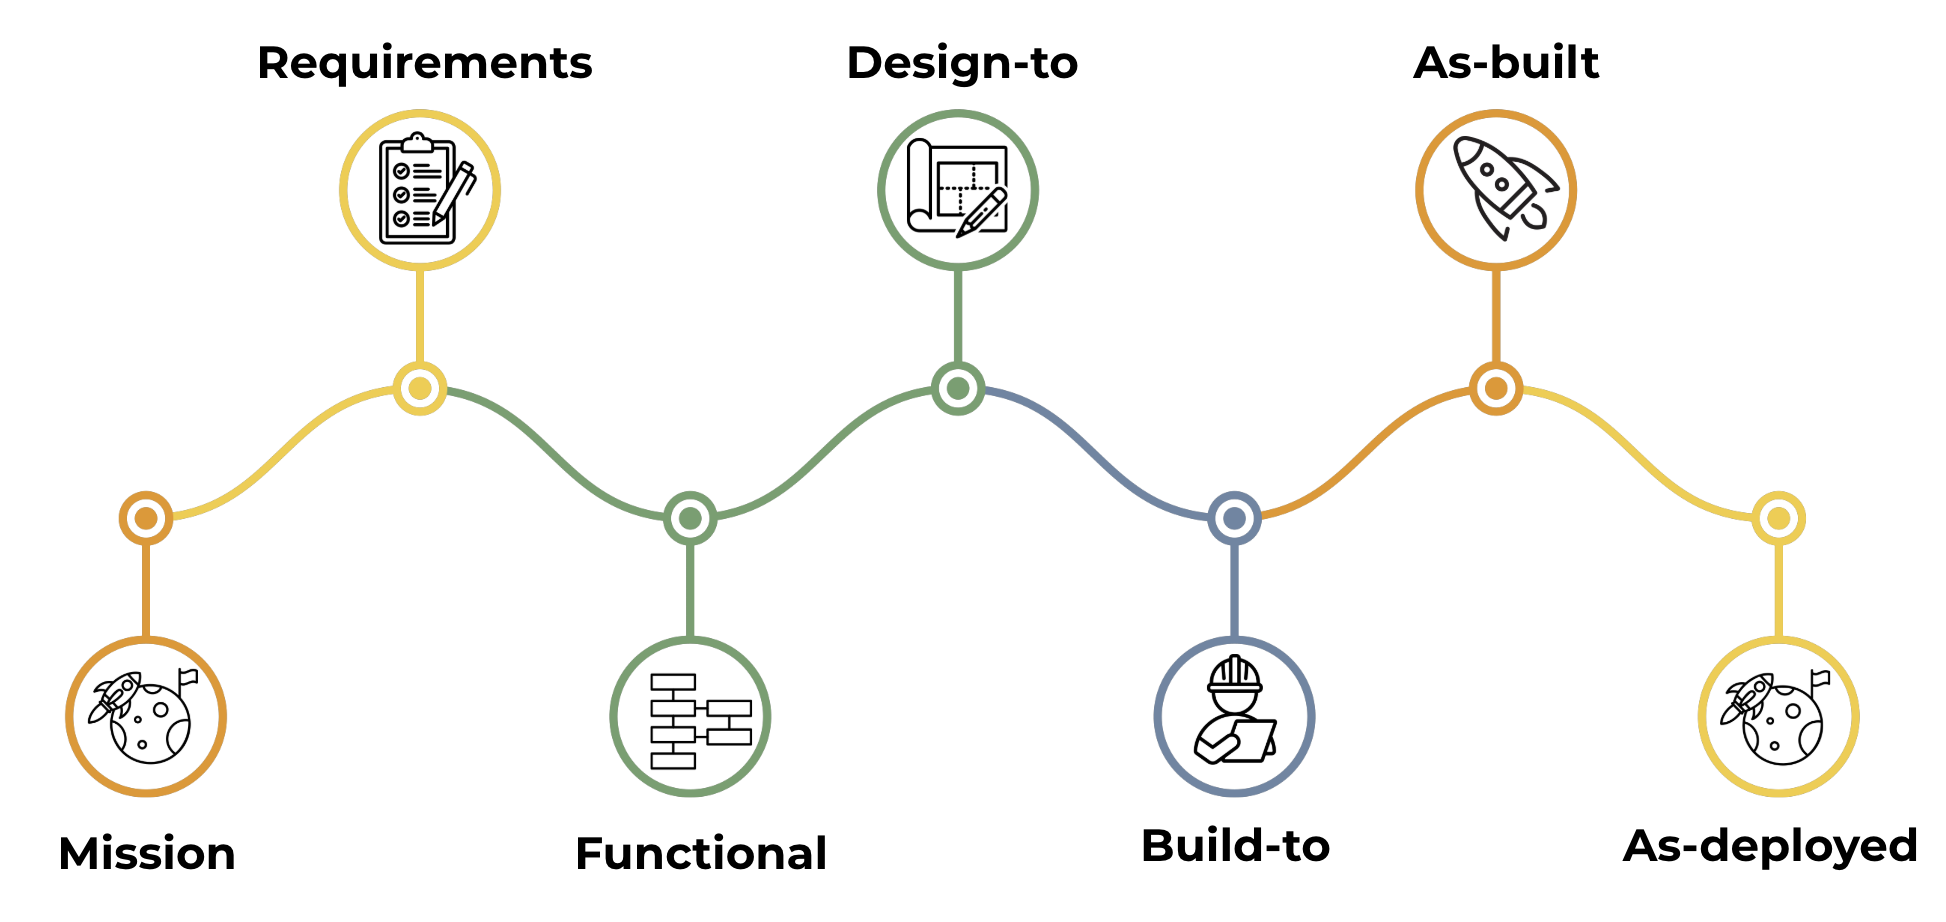 Requirements
Design-to
As-built
Mission
Functional
Build-to
As-deployed